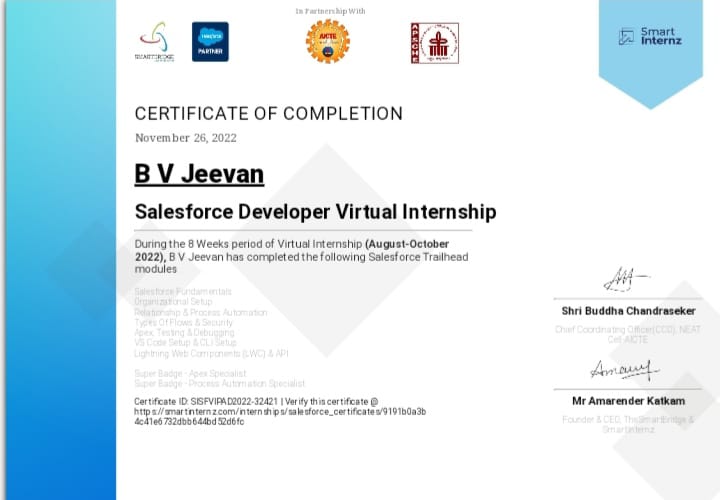 In Partnership With
SMARTBRIDGE
salesforce
PARTNER
AICTE
APSCHE
Smart
Internz
CERTIFICATE OF COMPLETION
November 26, 2022
B V Jeevan
Salesforce Developer Virtual Internship
During the 8 Weeks period of Virtual Internship (August-October
2022), B V Jeevan has completed the following Salesforce Trailhead
modules
Salesforce Fundamentals
Organizational Setup
Relationship & Process Automation
Types Of Flows & Security
Apex, Testing & Debugging
VS Code Setup & CLI Setup
Lightning Web Components (LWC) & API
Super Badge - Apex Specialist
Super Badge - Process Automation Specialist
Certificate ID: SISFVIPAD2022-32421 | Verify this certificate @
https://smartinternz.com/internships/salesforce_certificates/9191b0a3b
4c41e6732dbb644bd52d6fc
Shri Buddha Chandraseker
Chief Coordinating Officer(CCO), NEAT
Cell AICTE
Amaruf
Mr Amarender Katkam
Founder & CEO, TheSmartBridge &
SmartInternz